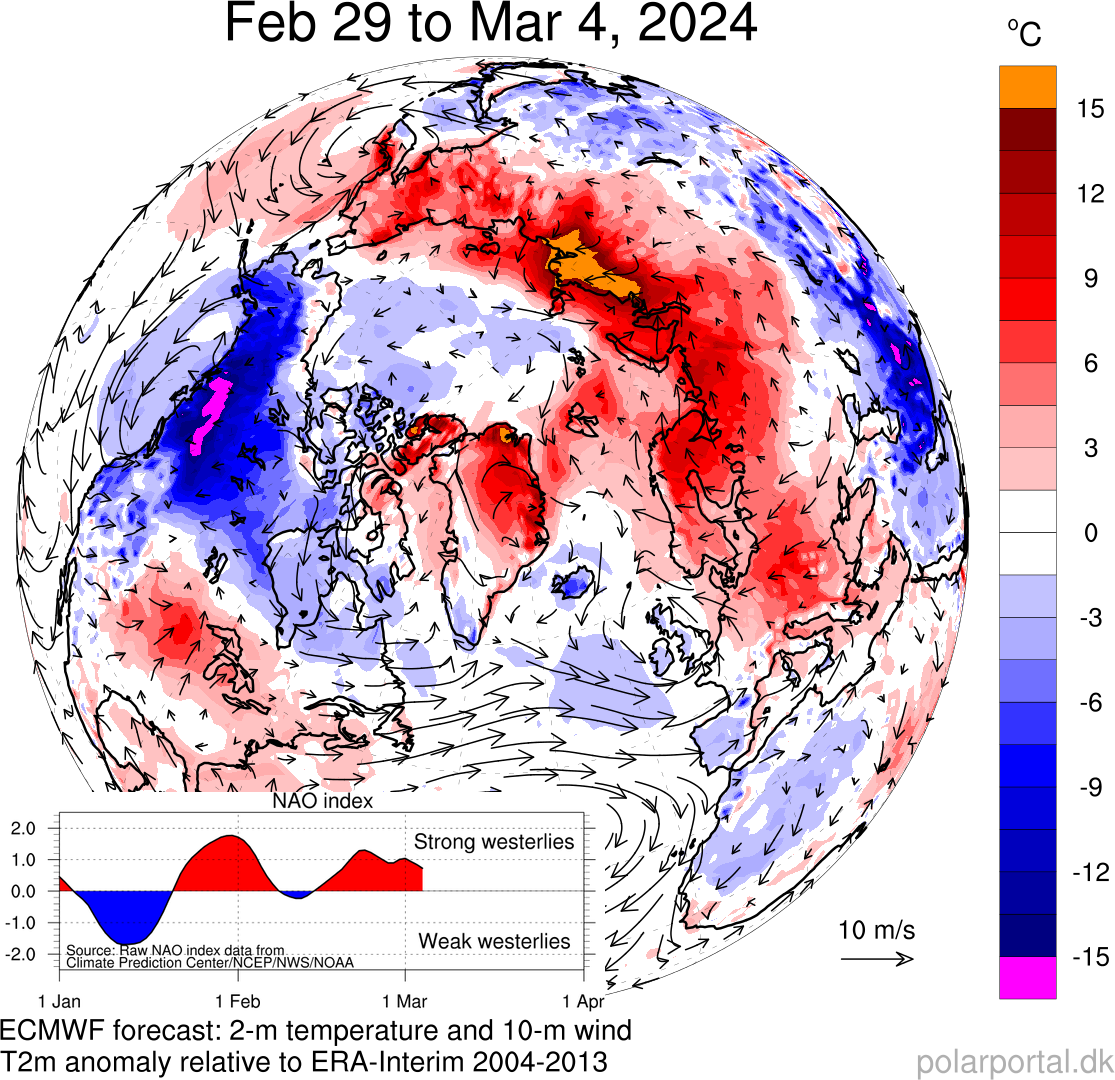 Feb 29 to Mar 4, 2024
°C
15
12
9
6
3
0
-3
-6
-9
-12
-15
NAO index
2.0
1.0
0.0
-1.0
-2.0
Strong westerlies
Weak westerlies
Source: Raw NAO index data from
Climate Prediction Center/NCEP/NWS/NOAA
1 Jan
1 Feb
1 Mar
1 Apr
10 m/s
ECMWF forecast: 2-m temperature and 10-m wind
T2m anomaly relative to ERA-Interim 2004-2013
polarportal.dk